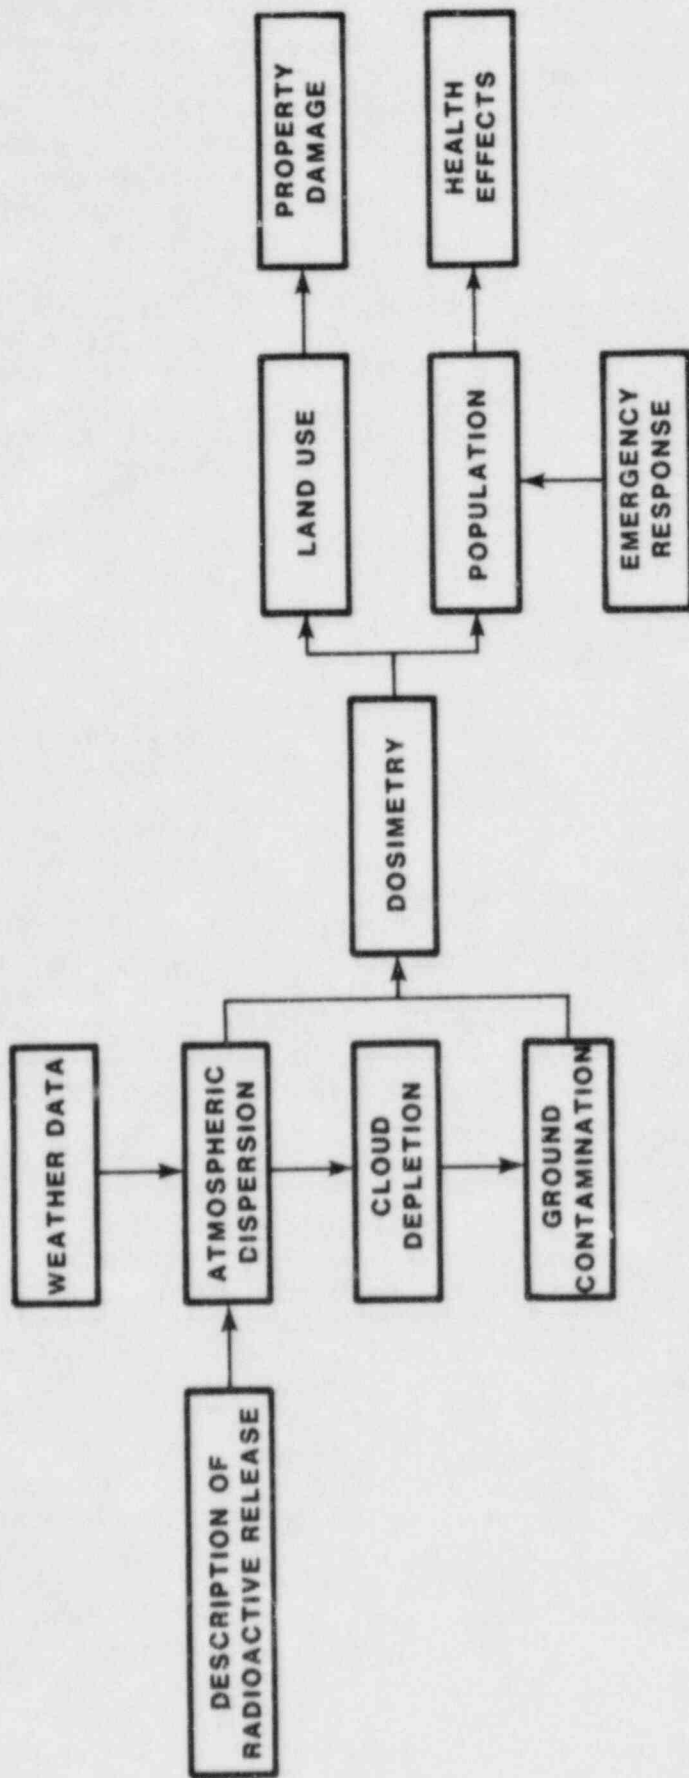 DESCRIPTION OF
RADIOACTIVE RELEASE
WEATHER DATA
ATMOSPHERIC
DISPERSION
CLOUD
DEPLETION
GROUND
CONTAMINATION
DOSIMETRY
LAND USE
POPULATION
EMERGENCY
RESPONSE
PROPERTY
DAMAGE
HEALTH
EFFECTS